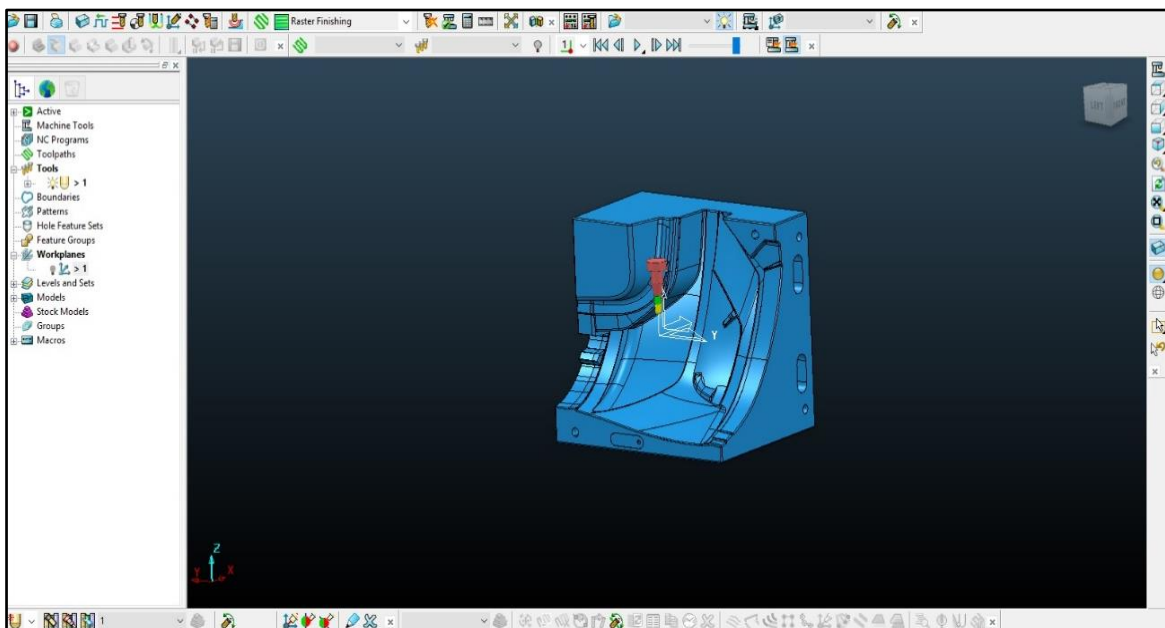 Raster Finishing
Active
Machine Tools
NC Programs
Toolpaths
Tools
> 1
Boundaries
Patterns
Hole Feature Sets
Feature Groups
Workplanes
> 1
Levels and Sets
Models
Stock Models
Groups
Macros
Y
Z
Y
X
1